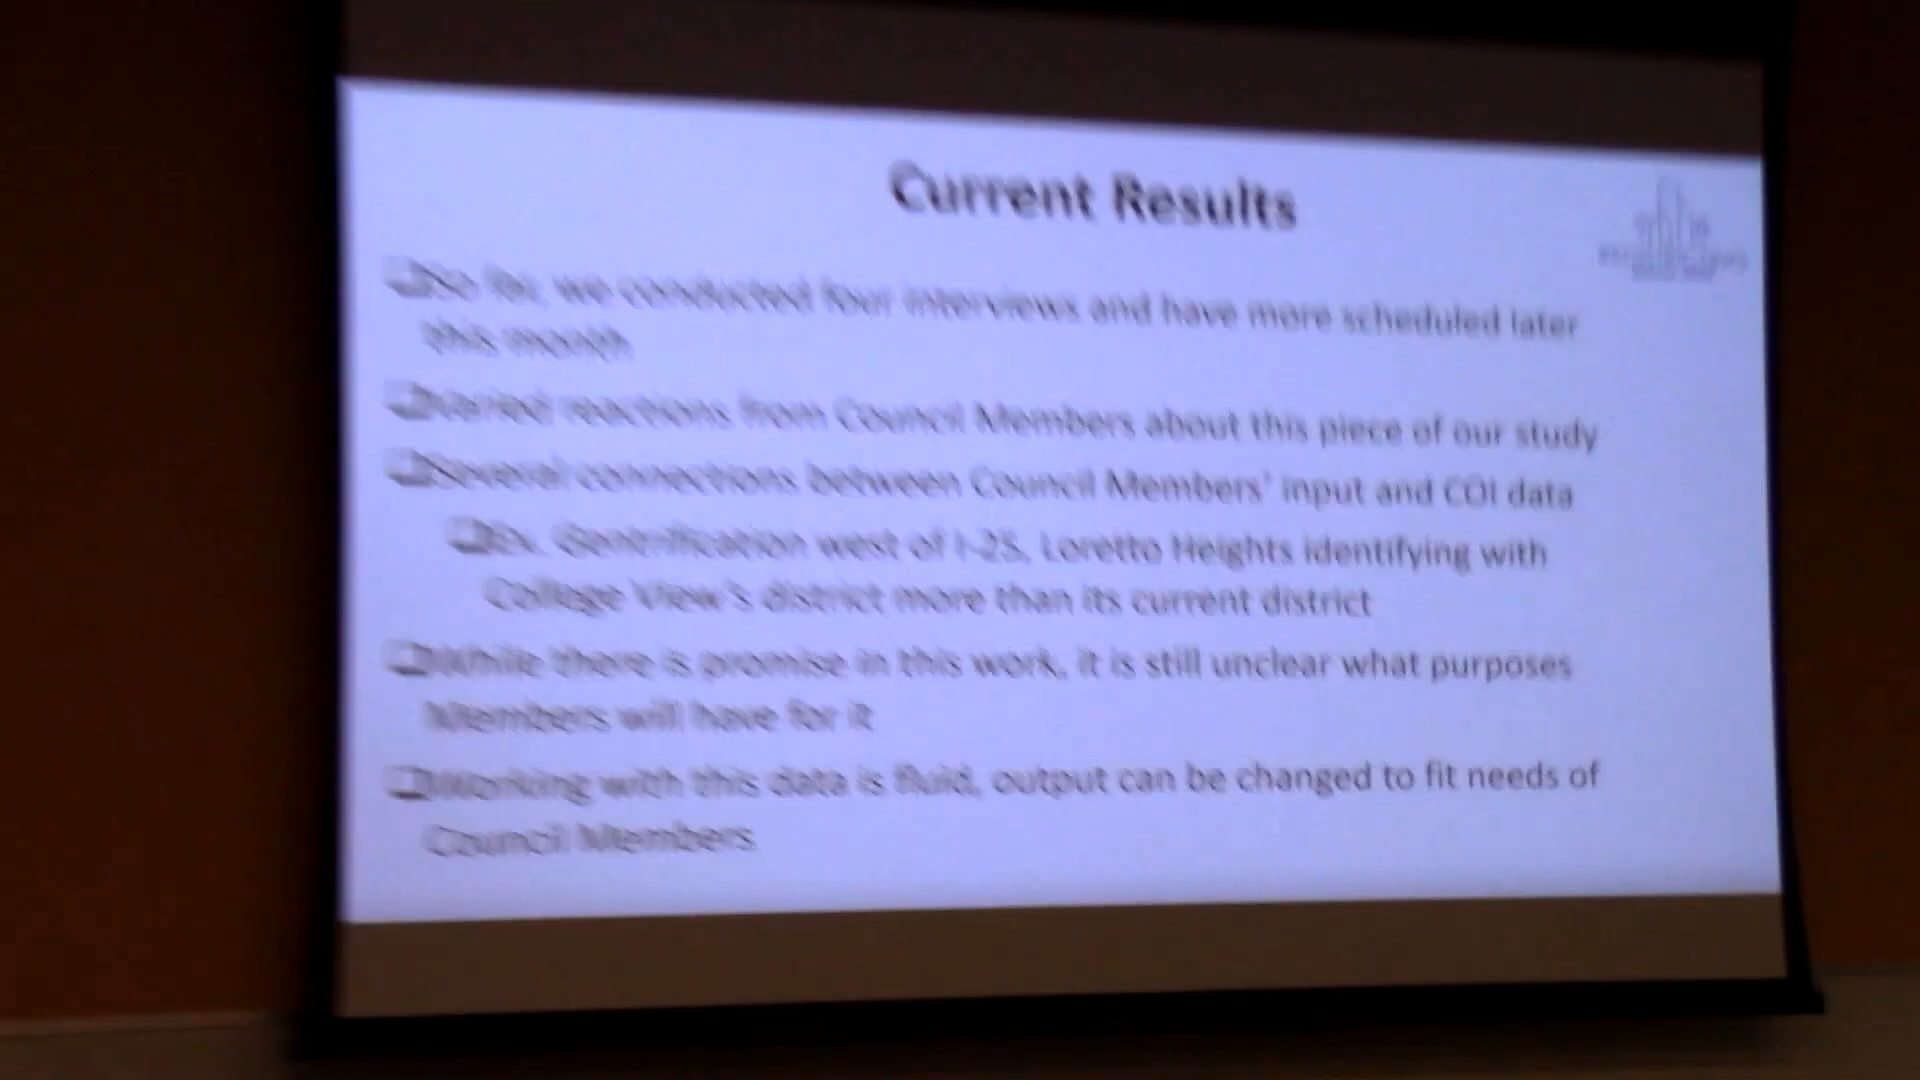 Current Results
So far, we conducted four interviews and have more scheduled later
this month
Varied reactions from Council Members about this piece of our study
Several connections between Council Members' input and COI data
Ex. Gentrification west of I-25, Loretto Heights identifying with
College View's district more than its current district
While there is promise in this work, it is still unclear what purposes
Members will have for it
Working with this data is fluid, output can be changed to fit needs of
Council Members